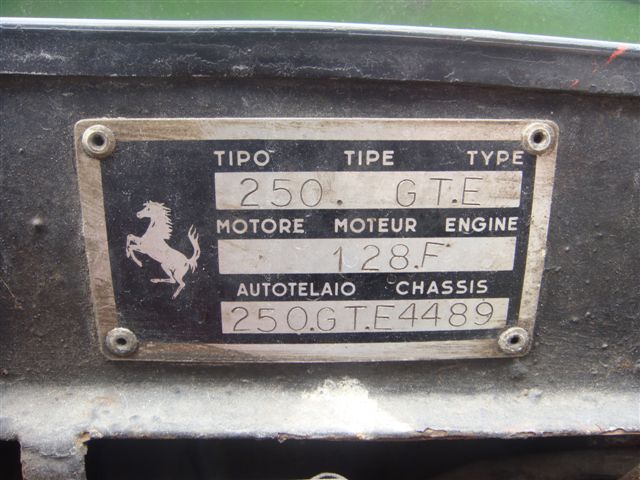 TIPO TIPE TYPE
250. GT.E
MOTORE MOTEUR ENGINE
128.F
AUTOTELAIO CHASSIS
250.GT.E4489